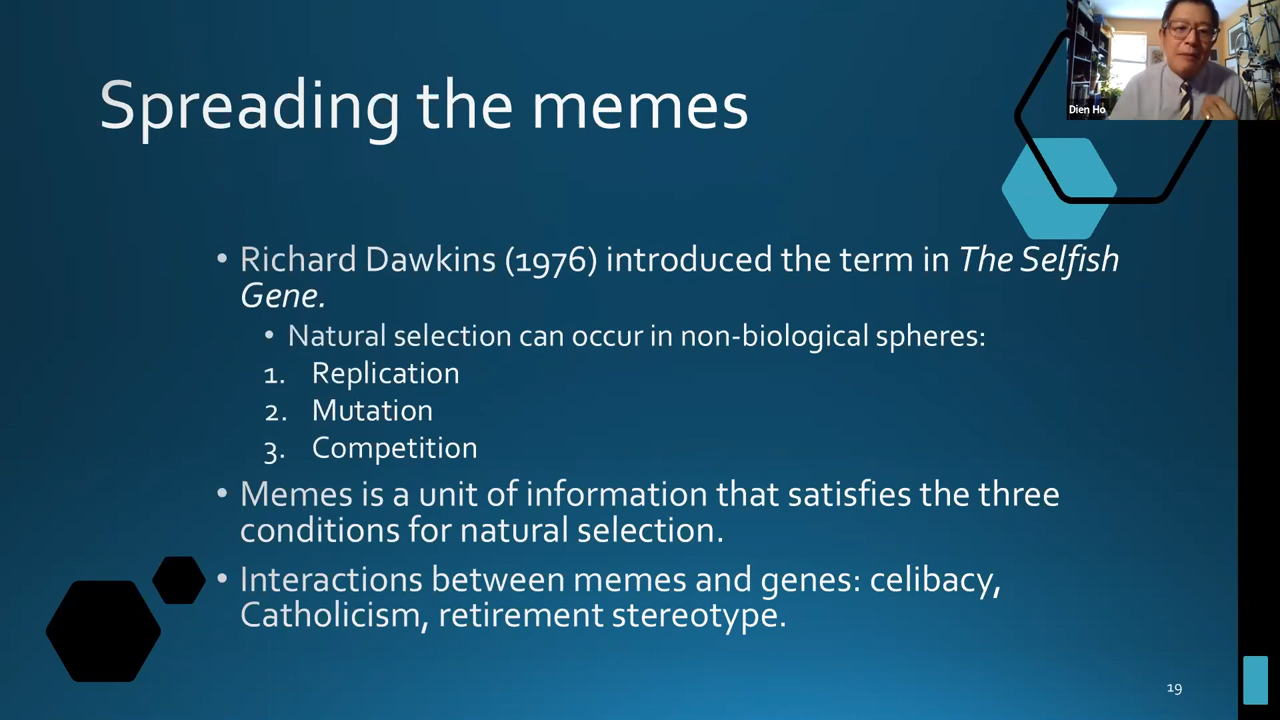 Spreading the memes
Dien Ho
• Richard Dawkins (1976) introduced the term in The Selfish
Gene.
• Natural selection can occur in non-biological spheres:
1. Replication
2. Mutation
3. Competition
• Memes is a unit of information that satisfies the three
conditions for natural selection.
• Interactions between memes and genes: celibacy,
Catholicism, retirement stereotype.
19